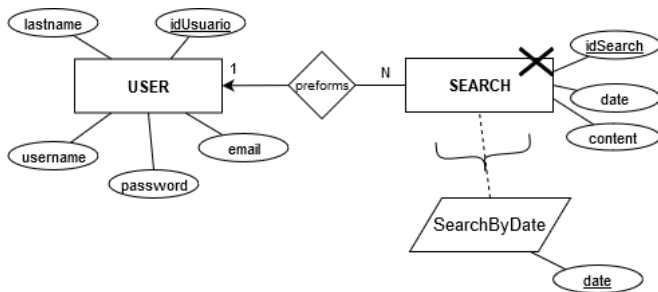 lastname
idUsuario
idSearch
USER
1
preforms
N
SEARCH
date
content
username
email
password
SearchByDate
date